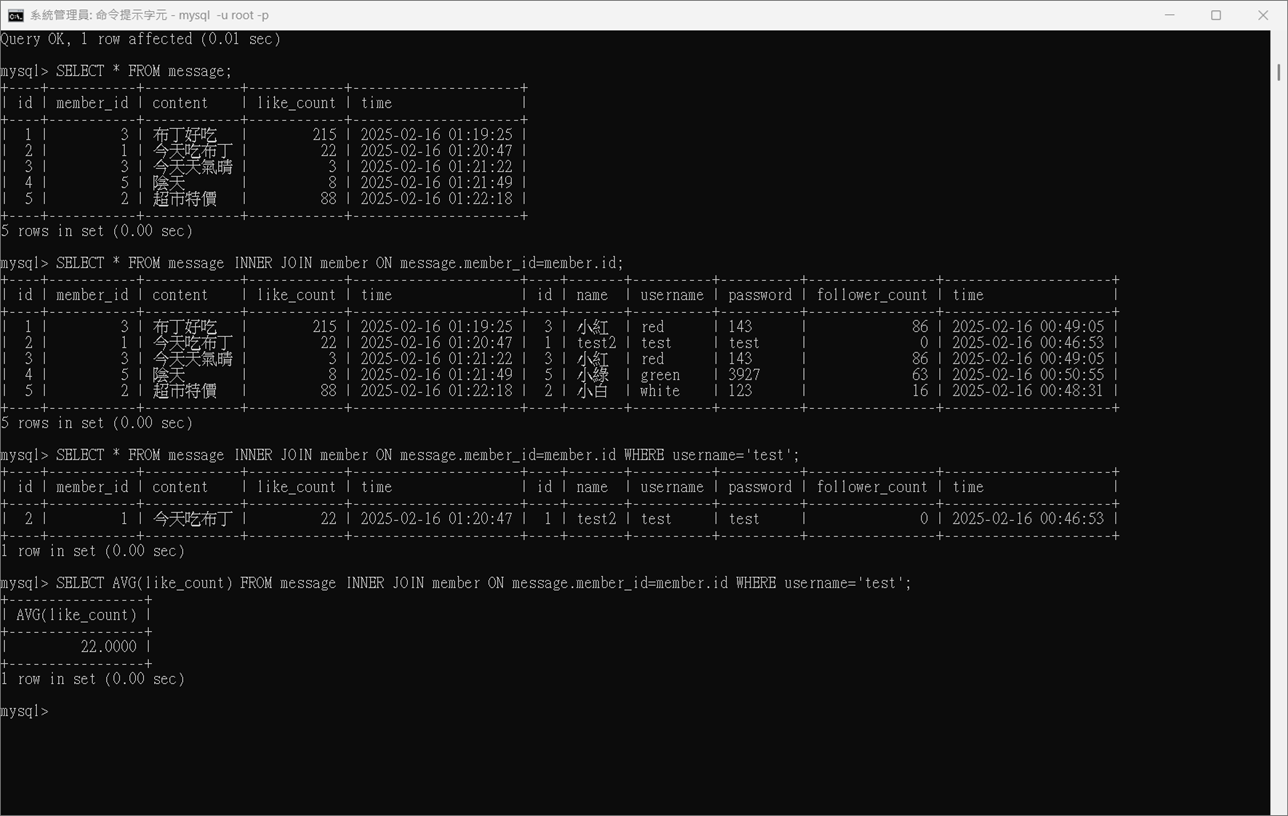 系統管理員: 命令提示字元 - mysql  -u root -p
Query OK, 1 row affected (0.01 sec)
mysql> SELECT * FROM message;
+----+-----------+------------+------------+---------------------+
| id | member_id | content    | like_count | time                |
+----+-----------+------------+------------+---------------------+
|  1 |         3 | 布丁好吃   |        215 | 2025-02-16 01:19:25 |
|  2 |         1 | 今天吃布丁 |         22 | 2025-02-16 01:20:47 |
|  3 |         3 | 今天天氣晴 |          3 | 2025-02-16 01:21:22 |
|  4 |         5 | 陰天       |          8 | 2025-02-16 01:21:49 |
|  5 |         2 | 超市特價   |         88 | 2025-02-16 01:22:18 |
+----+-----------+------------+------------+---------------------+
5 rows in set (0.00 sec)
mysql> SELECT * FROM message INNER JOIN member ON message.member_id=member.id;
+----+-----------+------------+------------+---------------------+----+-------+----------+----------+----------------+---------------------+
| id | member_id | content    | like_count | time                | id | name  | username | password | follower_count | time                |
+----+-----------+------------+------------+---------------------+----+-------+----------+----------+----------------+---------------------+
|  1 |         3 | 布丁好吃   |        215 | 2025-02-16 01:19:25 |  3 | 小紅  | red      | 143      |             86 | 2025-02-16 00:49:05 |
|  2 |         1 | 今天吃布丁 |         22 | 2025-02-16 01:20:47 |  1 | test2 | test     | test     |              0 | 2025-02-16 00:46:53 |
|  3 |         3 | 今天天氣晴 |          3 | 2025-02-16 01:21:22 |  3 | 小紅  | red      | 143      |             86 | 2025-02-16 00:49:05 |
|  4 |         5 | 陰天       |          8 | 2025-02-16 01:21:49 |  5 | 小綠  | green    | 3927     |             63 | 2025-02-16 00:50:55 |
|  5 |         2 | 超市特價   |         88 | 2025-02-16 01:22:18 |  2 | 小白  | white    | 123      |             16 | 2025-02-16 00:48:31 |
+----+-----------+------------+------------+---------------------+----+-------+----------+----------+----------------+---------------------+
5 rows in set (0.00 sec)
mysql> SELECT * FROM message INNER JOIN member ON message.member_id=member.id WHERE username='test';
+----+-----------+------------+------------+---------------------+----+-------+----------+----------+----------------+---------------------+
| id | member_id | content    | like_count | time                | id | name  | username | password | follower_count | time                |
+----+-----------+------------+------------+---------------------+----+-------+----------+----------+----------------+---------------------+
|  2 |         1 | 今天吃布丁 |         22 | 2025-02-16 01:20:47 |  1 | test2 | test     | test     |              0 | 2025-02-16 00:46:53 |
+----+-----------+------------+------------+---------------------+----+-------+----------+----------+----------------+---------------------+
1 row in set (0.00 sec)
mysql> SELECT AVG(like_count) FROM message INNER JOIN member ON message.member_id=member.id WHERE username='test';
+-----------------+
| AVG(like_count) |
+-----------------+
|         22.0000 |
+-----------------+
1 row in set (0.00 sec)
mysql>